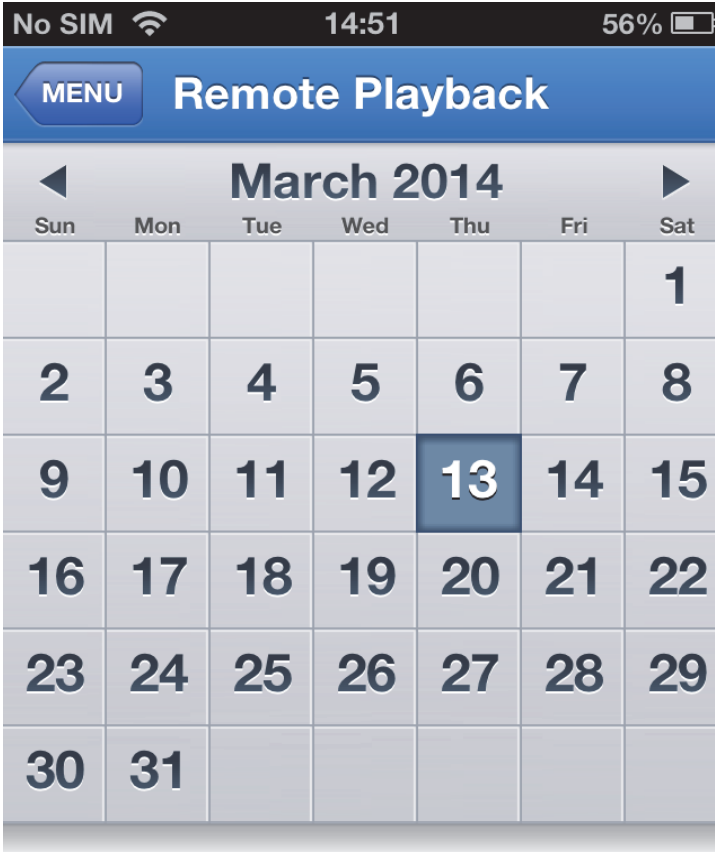 No SIM 14:51 56%
MENU Remote Playback
March 2014
Sun Mon Tue Wed Thu Fri Sat
1
2 3 4 5 6 7 8
9 10 11 12 13 14 15
16 17 18 19 20 21 22
23 24 25 26 27 28 29
30 31